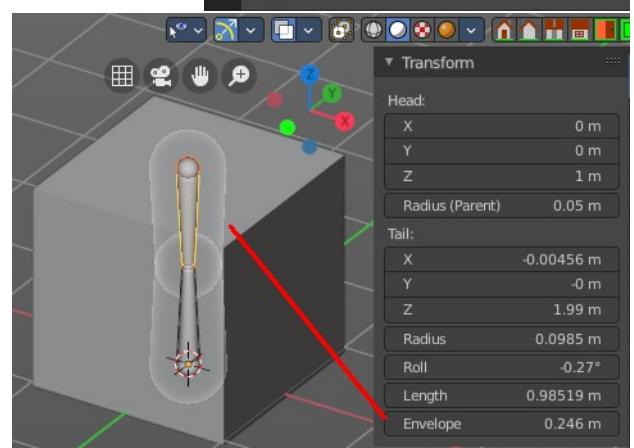 Z
Y
X
Transform
Head:
X 0 m
Y 0 m
Z 1 m
Radius (Parent) 0.05 m
Tail:
X -0.00456 m
Y -0 m
Z 1.99 m
Radius 0.0985 m
Roll -0.27°
Length 0.98519 m
Envelope 0.246 m